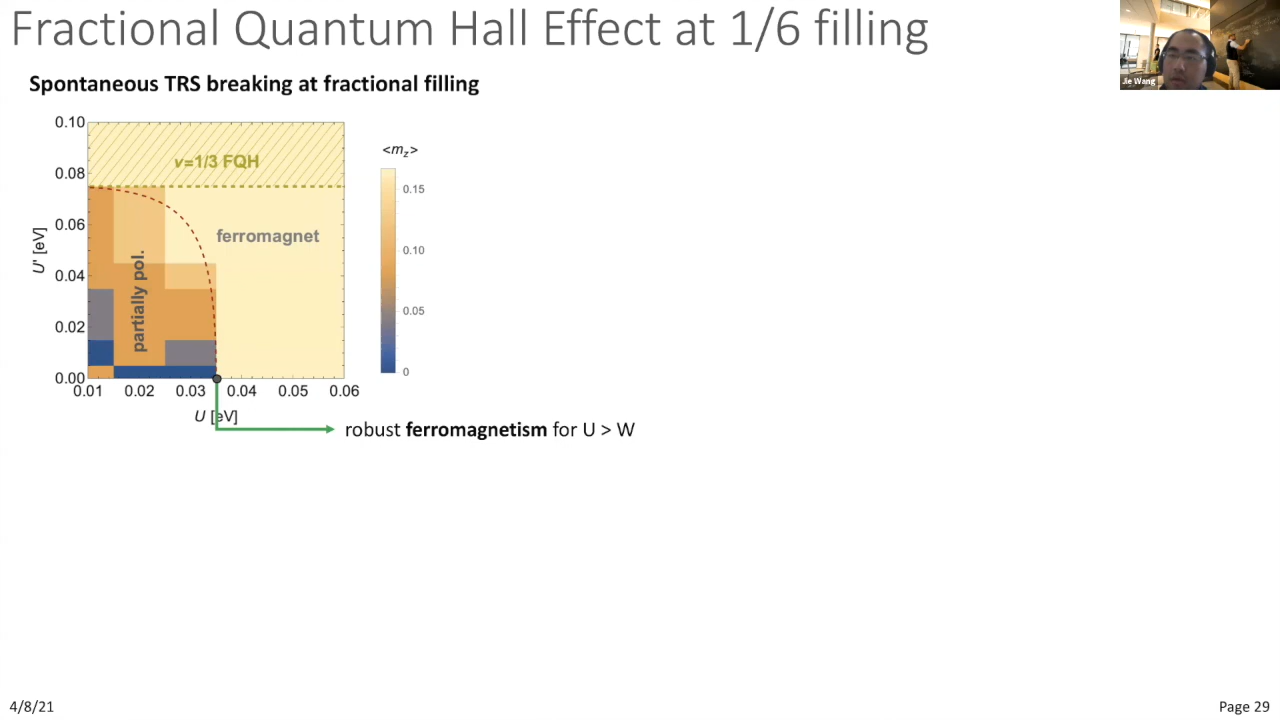 Fractional Quantum Hall Effect at 1/6 filling
Jie Wang
Spontaneous TRS breaking at fractional filling
0.10
0.08
0.06
0.04
0.02
0.00
U' [eV]
ν=1/3 FQH
ferromagnet
partially pol.
0.01 0.02 0.03 0.04 0.05 0.06
U [eV]
<m_z>
0.15
0.10
0.05
0
robust ferromagnetism for U > W
4/8/21
Page 29